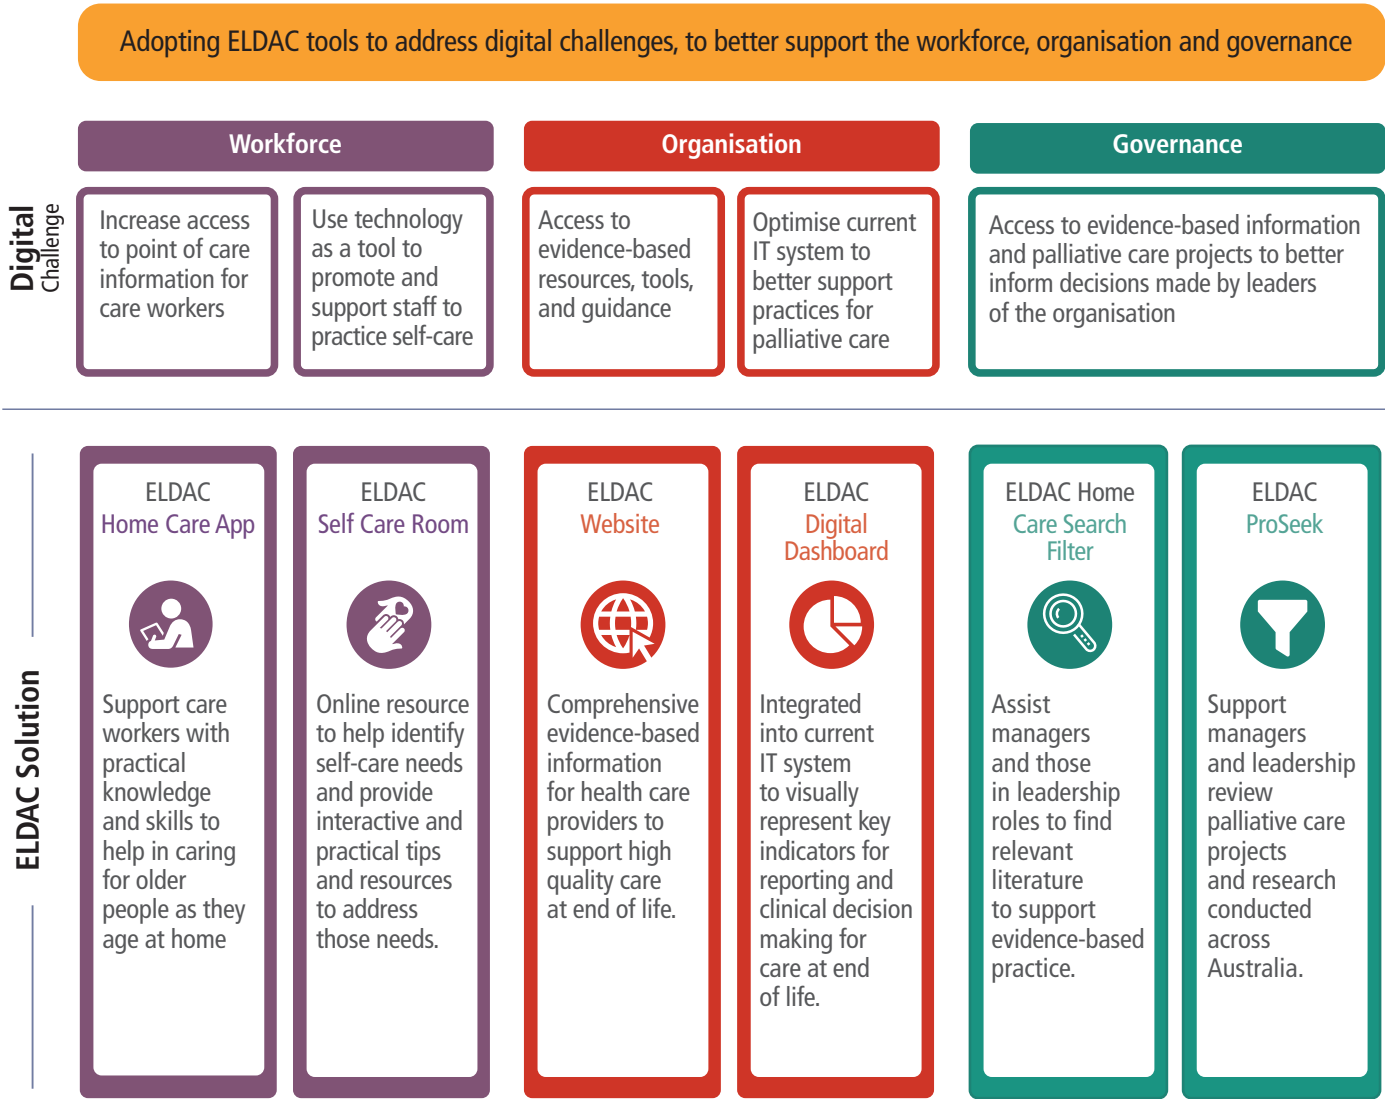 Adopting ELDAC tools to address digital challenges, to better support the workforce, organisation and governance
Workforce
Organisation
Governance
Digital
Challenge
Increase access
to point of care
information for
care workers
Use technology
as a tool to
promote and
support staff to
practice self-care
Access to
evidence-based
resources, tools,
and guidance
Optimise current
IT system to
better support
practices for
palliative care
Access to evidence-based information
and palliative care projects to better
inform decisions made by leaders
of the organisation
ELDAC Solution
ELDAC
Home Care App
Support care
workers with
practical
knowledge
and skills to
help in caring
for older
people as they
age at home
ELDAC
Self Care Room
Online resource
to help identify
self-care needs
and provide
interactive and
practical tips
and resources
to address
those needs.
ELDAC
Website
Comprehensive
evidence-based
information
for health care
providers to
support high
quality care
at end of life.
ELDAC
Digital
Dashboard
Integrated
into current
IT system
to visually
represent key
indicators for
reporting and
clinical decision
making for
care at end
of life.
ELDAC Home
Care Search
Filter
Assist
managers
and those
in leadership
roles to find
relevant
literature
to support
evidence-based
practice.
ELDAC
ProSeek
Support
managers
and leadership
review
palliative care
projects
and research
conducted
across
Australia.